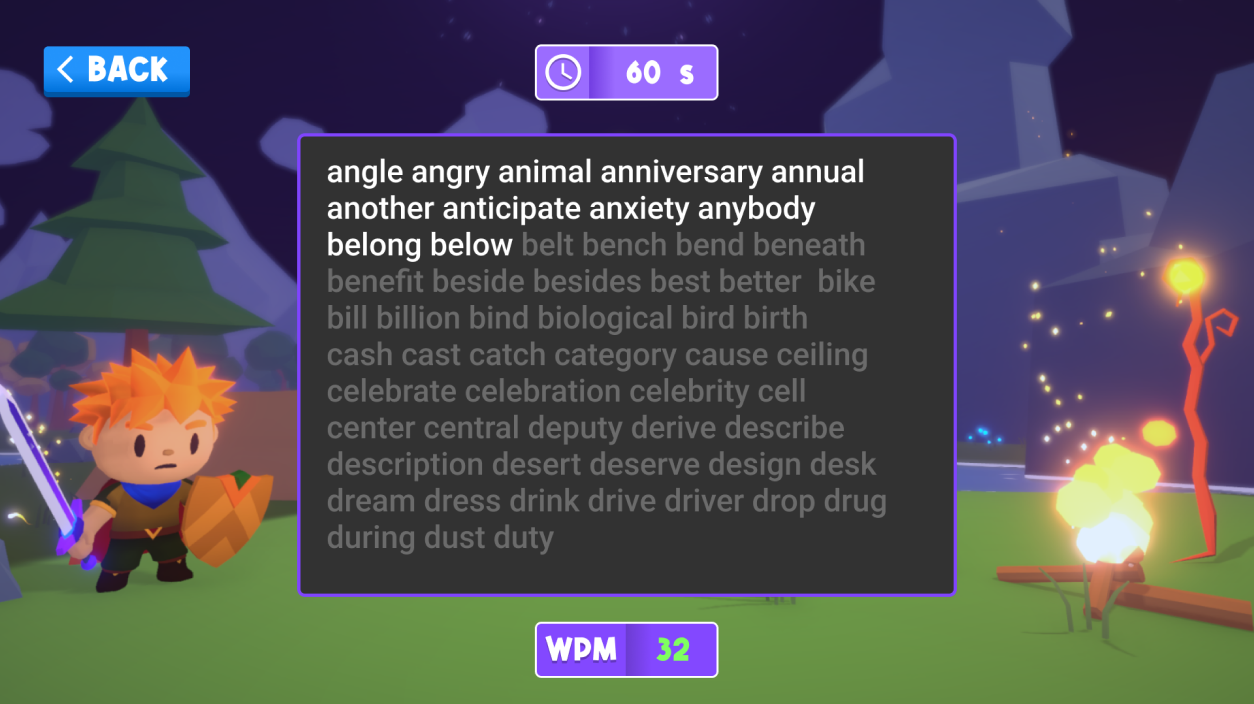 BACK
60 s
angle angry animal anniversary annual
another anticipate anxiety anybody
belong below belt bench bend beneath
benefit beside besides best better  bike
bill billion bind biological bird birth
cash cast catch category cause ceiling
celebrate celebration celebrity cell
center central deputy derive describe
description desert deserve design desk
dream dress drink drive driver drop drug
during dust duty
WPM 32